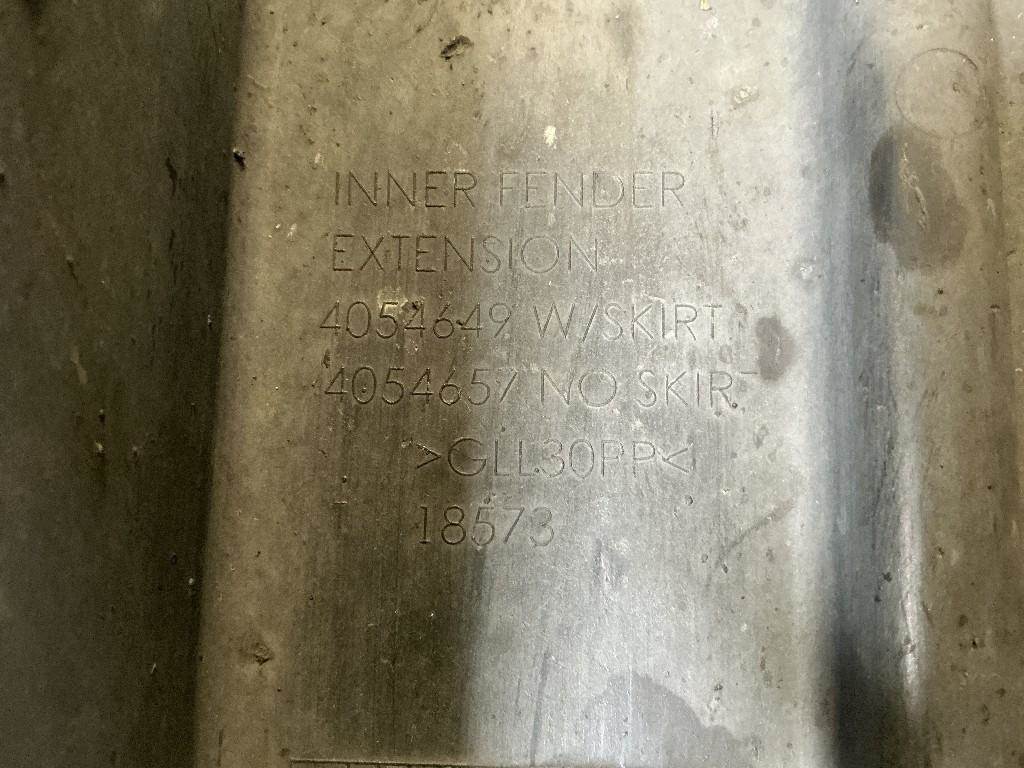 INNER FENDER
EXTENSION
4054649 W/SKIRT
4054657 NO SKIRT
>GLL30PP<
18573